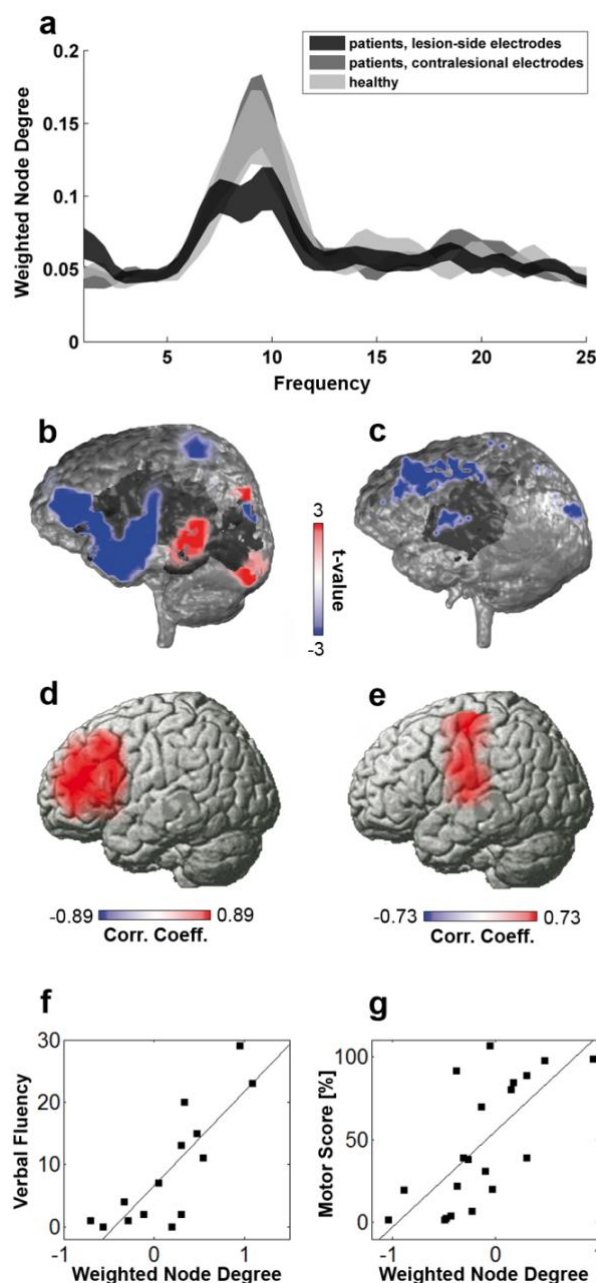 a
0.2
0.15
0.1
0.05
0
Weighted Node Degree
patients, lesion-side electrodes
patients, contralesional electrodes
healthy
5 10 15 20 25
Frequency
b
c
3
t-value
-3
d
e
-0.89 0.89
Corr. Coeff.
-0.73 0.73
Corr. Coeff.
f
30
20
10
0
Verbal Fluency
-1 0 1
Weighted Node Degree
g
100
50
0
Motor Score [%]
-1 0
Weighted Node Degree